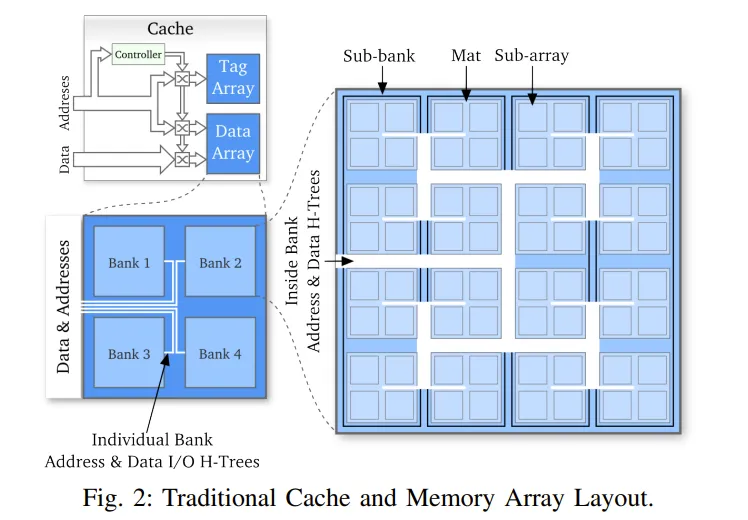 Cache
Controller
Tag
Array
Addresses
Data
Array
Data
Sub-bank
Mat
Sub-array
Data & Addresses
Bank 1
Bank 2
Bank 3
Bank 4
Inside Bank
Address & Data H-Trees
Individual Bank
Address & Data I/O H-Trees
Fig. 2: Traditional Cache and Memory Array Layout.